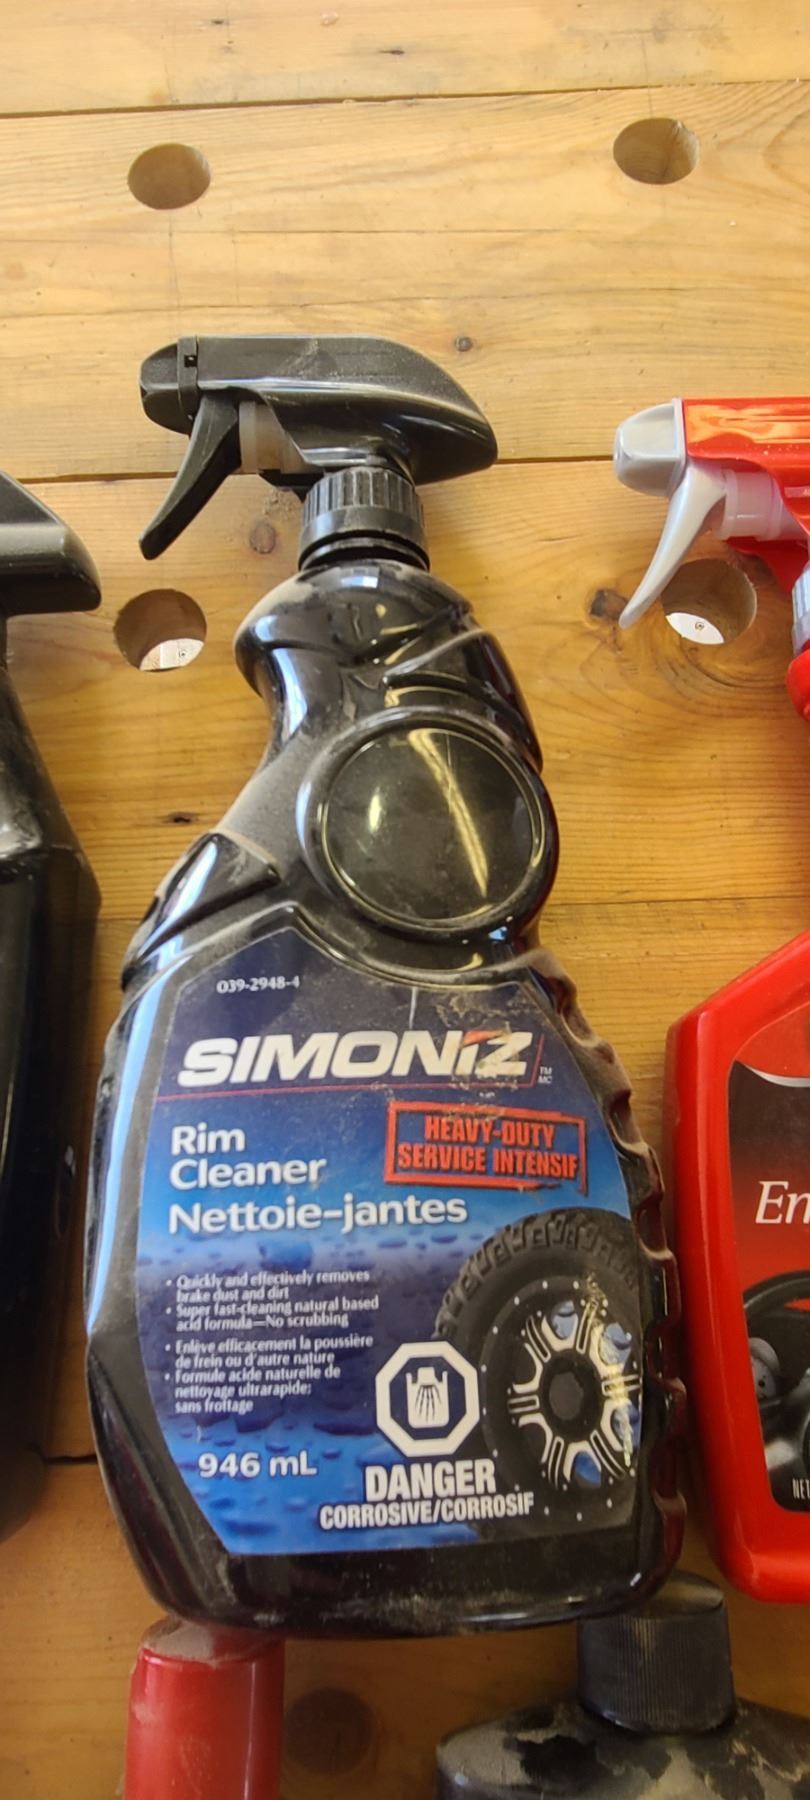 039-2948-4
SIMONIZ
TM
MC
Rim
Cleaner
Nettoie-jantes
HEAVY-DUTY
SERVICE INTENSIF
• Quickly and effectively removes
brake dust and dirt
• Super fast-cleaning natural based
acid formula—No scrubbing
• Enlève efficacement la poussière
de frein ou d'autre nature
• Formule acide naturelle de
nettoyage ultrarapide;
sans frottage
946 mL
DANGER
CORROSIVE/CORROSIF
En
NET